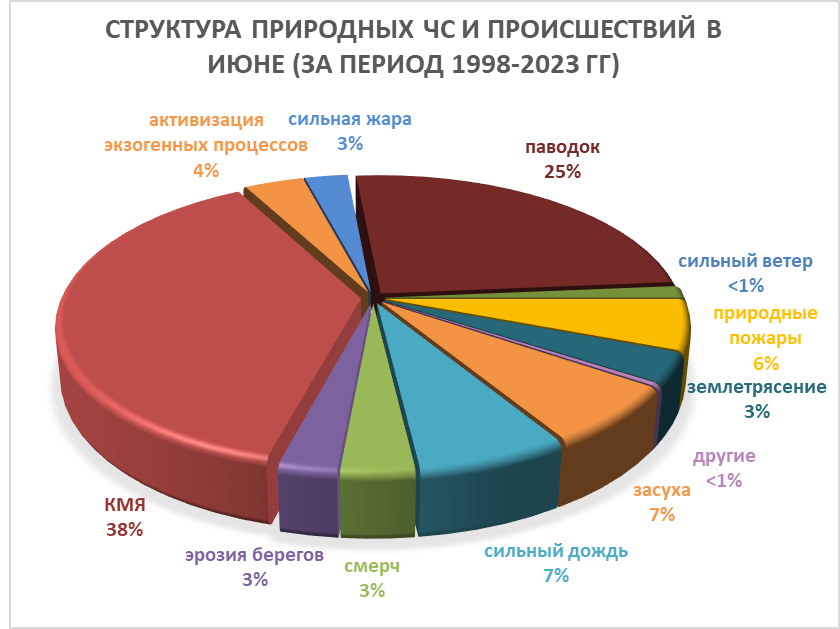 СТРУКТУРА ПРИРОДНЫХ ЧС И ПРОИСШЕСТВИЙ В
ИЮНЕ (ЗА ПЕРИОД 1998-2023 ГГ)
активизация
экзогенных процессов
4%
сильная жара
3%
паводок
25%
сильный ветер
<1%
природные
пожары
6%
землетрясение
3%
другие
<1%
засуха
7%
сильный дождь
7%
смерч
3%
эрозия берегов
3%
КМЯ
38%